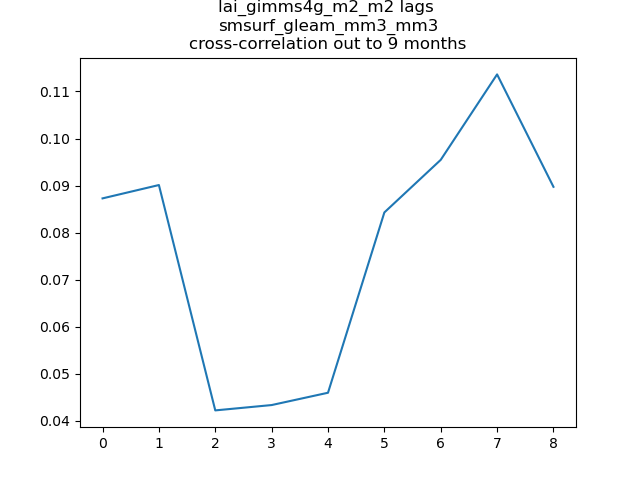 lai_gimms4g_m2_m2 lags
smsurf_gleam_mm3_mm3
cross-correlation out to 9 months
0.11
0.10
0.09
0.08
0.07
0.06
0.05
0.04
0 1 2 3 4 5 6 7 8